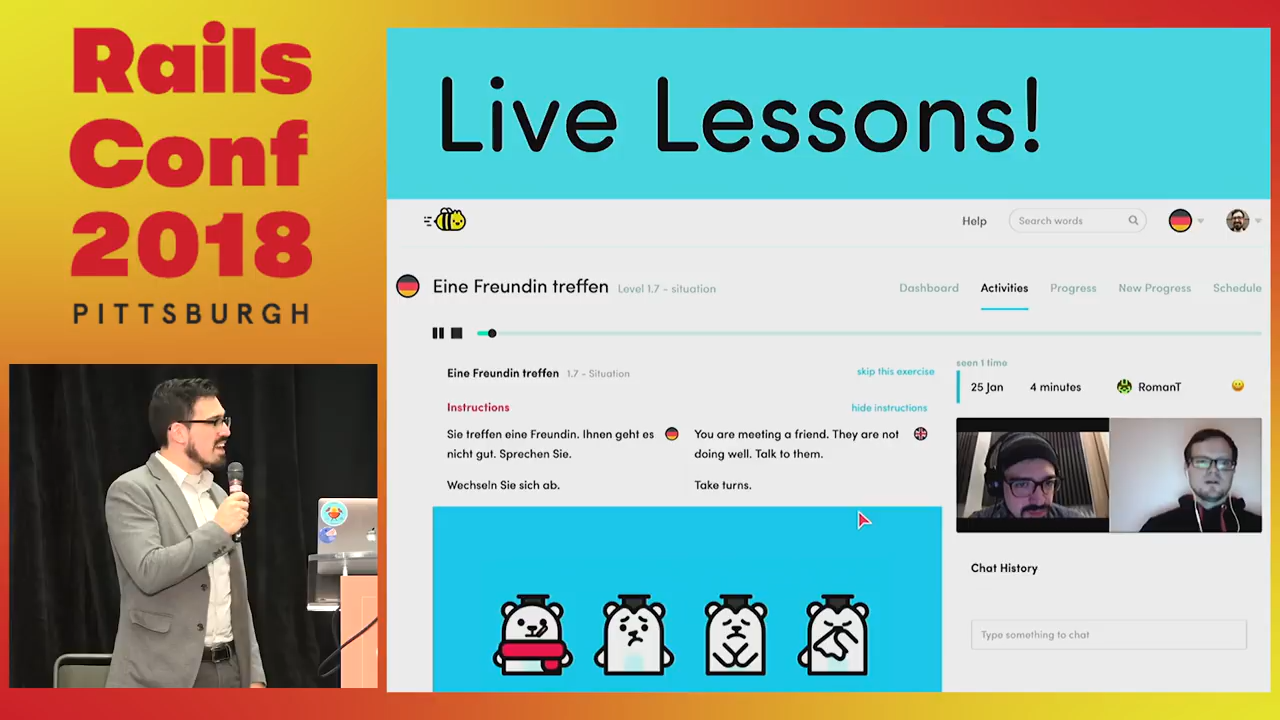 Rails
Conf
2018
PITTSBURGH
Live Lessons!
Help
Search words
Eine Freundin treffen Level 1.7 - situation
Dashboard Activities Progress New Progress Schedule
Eine Freundin treffen 1.7 - Situation
skip this exercise
Instructions
hide instructions
Sie treffen eine Freundin. Ihnen geht es
nicht gut. Sprechen Sie.
Wechseln Sie sich ab.
You are meeting a friend. They are not
doing well. Talk to them.
Take turns.
seen 1 time
25 Jan 4 minutes RomanT
Chat History
Type something to chat